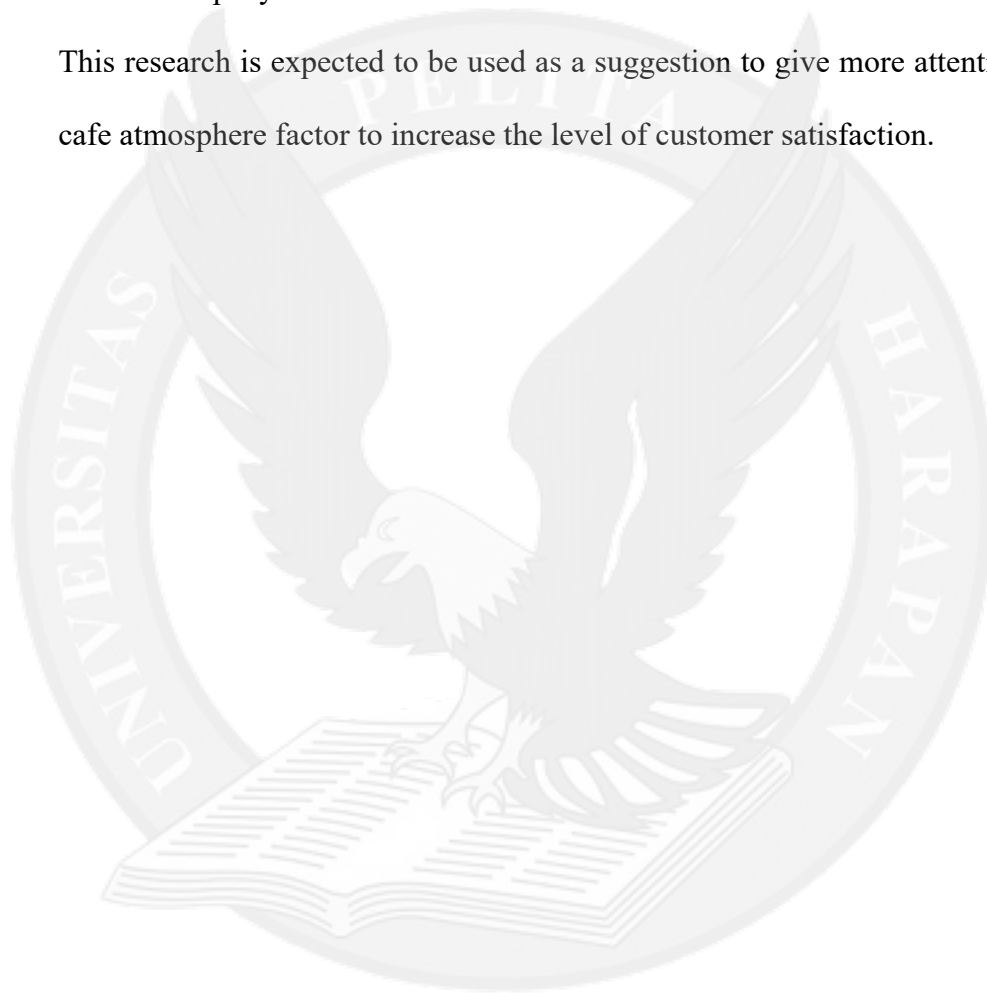 This research is expected to be used as a suggestion to give more
cafe atmosphere factor to increase the level of customer satisfaction.
UNIVERSITAS PELITA HARAPAN